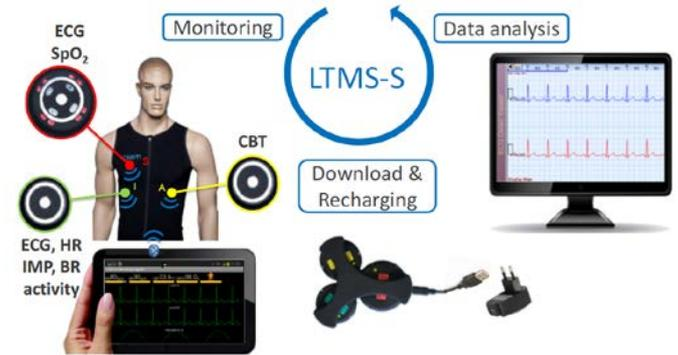 Monitoring
Data analysis
LTMS-S
Download &
Recharging
ECG
SpO₂
S
I
A
CBT
ECG, HR
IMP, BR
activity